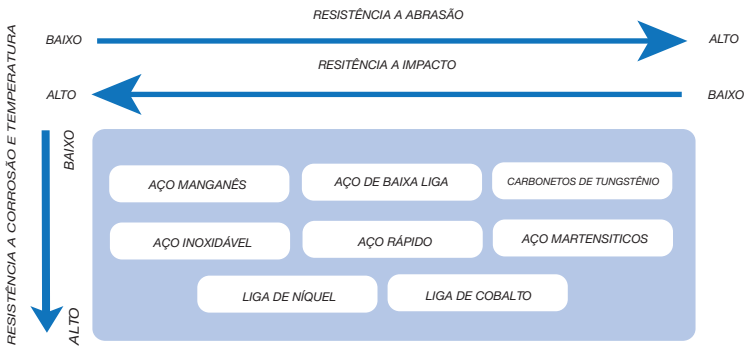 RESISTÊNCIA A ABRASÃO
BAIXO
ALTO
RESITÊNCIA A IMPACTO
ALTO
BAIXO
RESISTÊNCIA A CORROSÃO E TEMPERATURA
BAIXO
ALTO
AÇO MANGANÊS
AÇO DE BAIXA LIGA
CARBONETOS DE TUNGSTÊNIO
AÇO INOXIDÁVEL
AÇO RÁPIDO
AÇO MARTENSITICOS
LIGA DE NÍQUEL
LIGA DE COBALTO